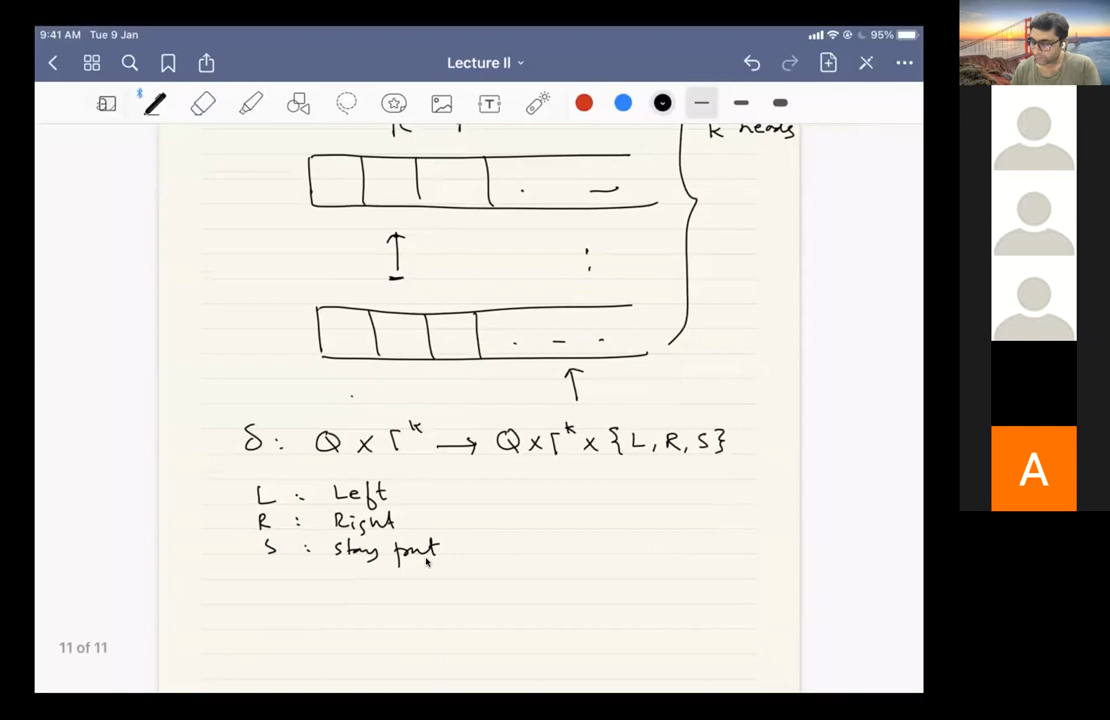 9:41 AM Tue 9 Jan
95%
Lecture II
k heads
δ: Q × Γ^k → Q × Γ^k × {L, R, S}
L : Left
R : Right
S : Stay put
11 of 11
A